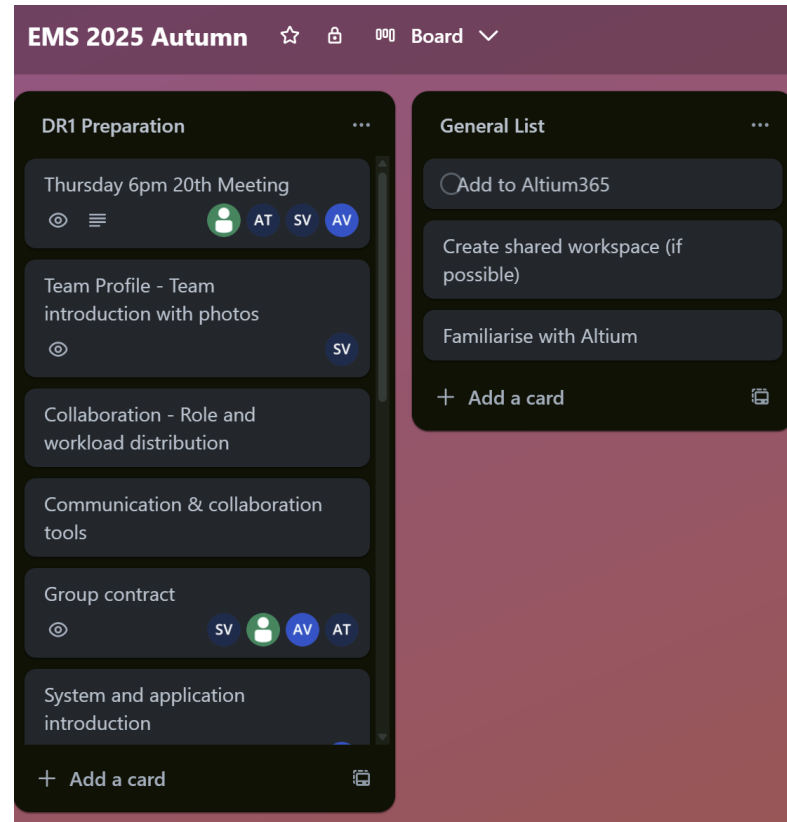 EMS 2025 Autumn
Board
DR1 Preparation
Thursday 6pm 20th Meeting
AT SV AV
Team Profile - Team
introduction with photos
SV
Collaboration - Role and
workload distribution
Communication & collaboration
tools
Group contract
SV AV AT
System and application
introduction
+ Add a card
General List
Add to Altium365
Create shared workspace (if
possible)
Familiarise with Altium
+ Add a card